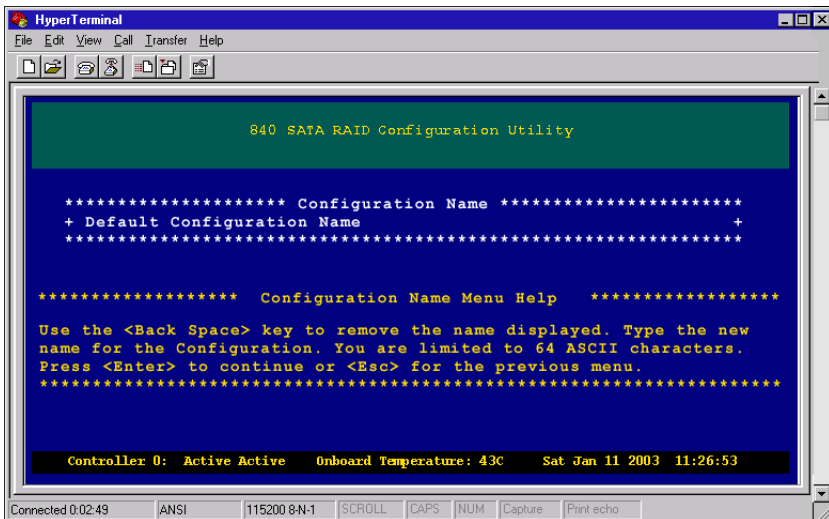 HyperTerminal
File Edit View Call Transfer Help
840 SATA RAID Configuration Utility
********************* Configuration Name ***********************
+ Default Configuration Name +
****************************************************************
******************* Configuration Name Menu Help ******************
Use the <Back Space> key to remove the name displayed. Type the new
name for the Configuration. You are limited to 64 ASCII characters.
Press <Enter> to continue or <Esc> for the previous menu.
**********************************************************************
Controller 0: Active Active Onboard Temperature: 43C Sat Jan 11 2003 11:26:53
Connected 0:02:49 ANSI 115200 8-N-1 SCROLL CAPS NUM Capture Print echo